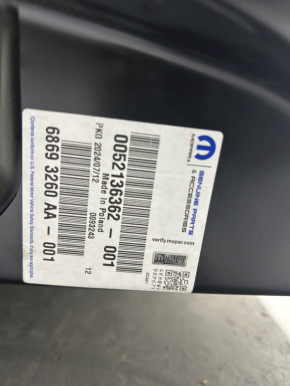 mopar
GENUINE PARTS
& ACCESSORIES
verify.mopar.com
0052136362-001
Made in Poland
0093243
PKG 2024/07/12
12
6869 3260 AA-001